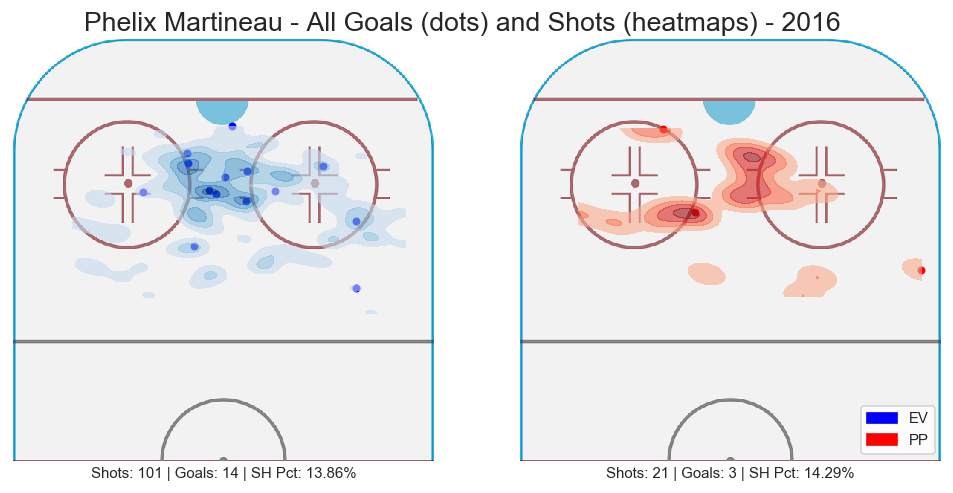 Phelix Martineau - All Goals (dots) and Shots (heatmaps) - 2016
EV
PP
Shots: 101 | Goals: 14 | SH Pct: 13.86%
Shots: 21 | Goals: 3 | SH Pct: 14.29%